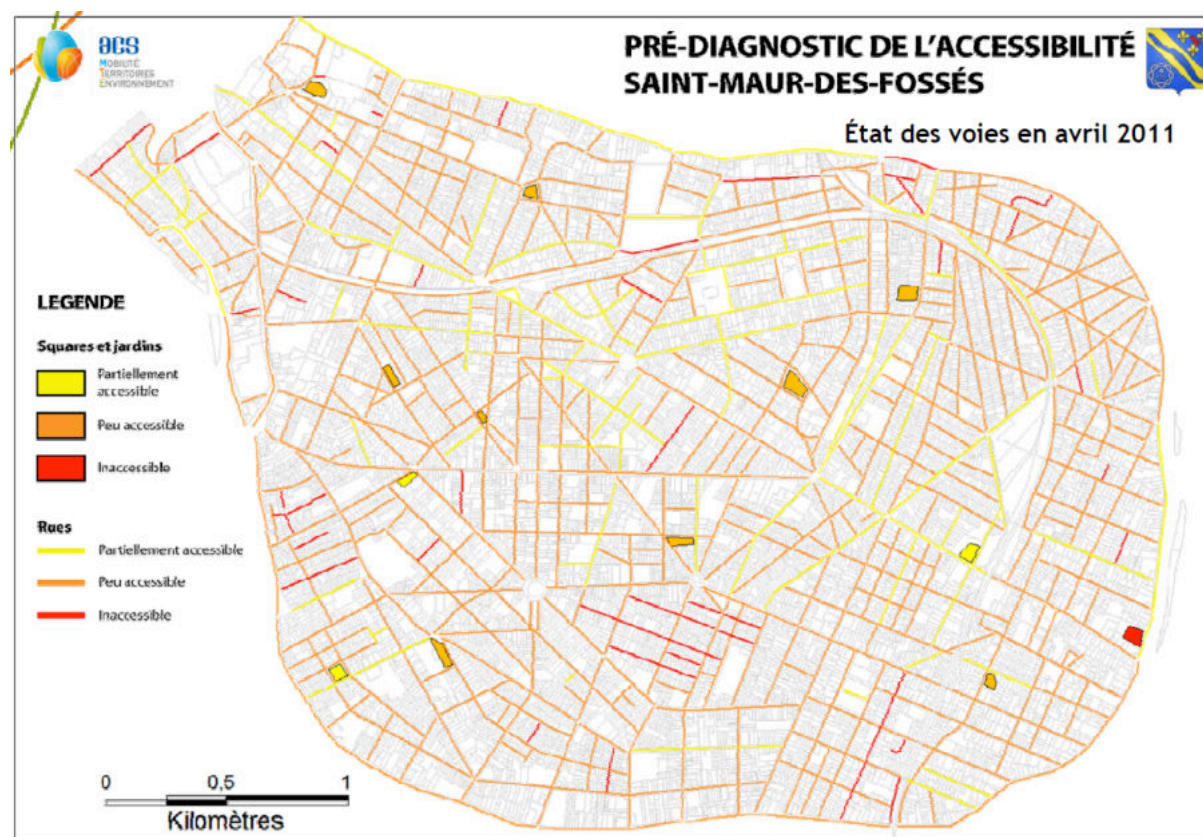 acs
MOBILITÉ
TERRITOIRES
ENVIRONNEMENT
PRÉ-DIAGNOSTIC DE L'ACCESSIBILITÉ
SAINT-MAUR-DES-FOSSÉS
État des voies en avril 2011
LEGENDE
Squares et jardins
Partiellement
accessible
Peu accessible
Inaccessible
Rues
Partiellement accessible
Peu accessible
Inaccessible
0 0,5 1
Kilomètres